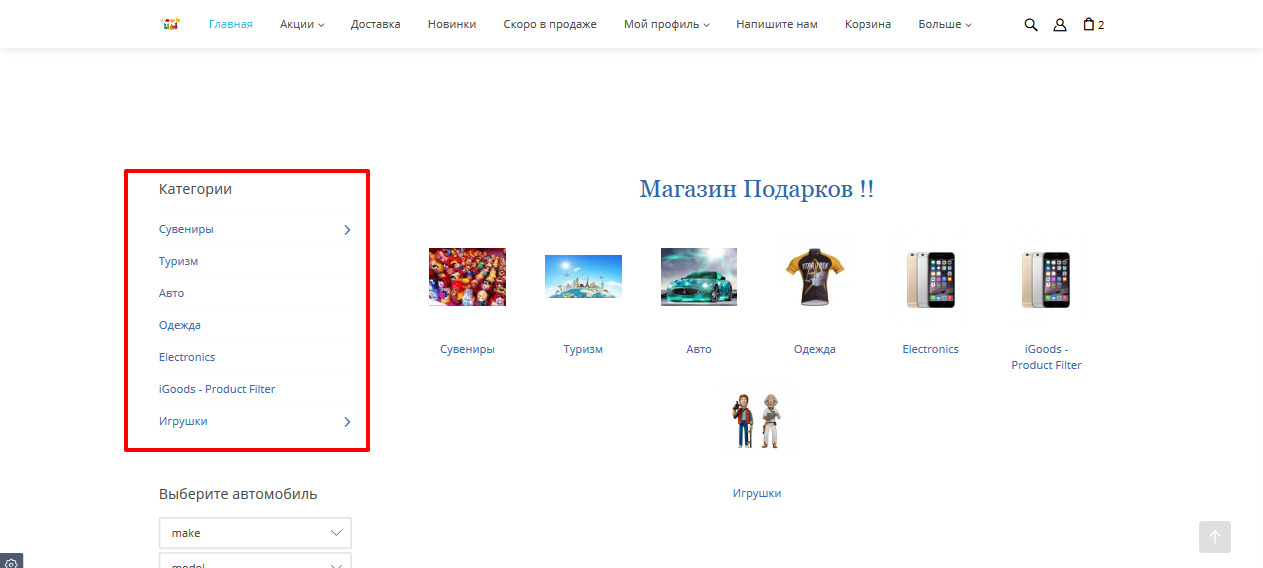 Главная Акции Доставка Новинки Скоро в продаже Мой профиль Напишите нам Корзина Больше 2
Категории
Сувениры
Туризм
Авто
Одежда
Electronics
iGoods - Product Filter
Игрушки
Выберите автомобиль
make
model
Магазин Подарков !!
Сувениры Туризм Авто Одежда Electronics iGoods -
Product Filter
Игрушки